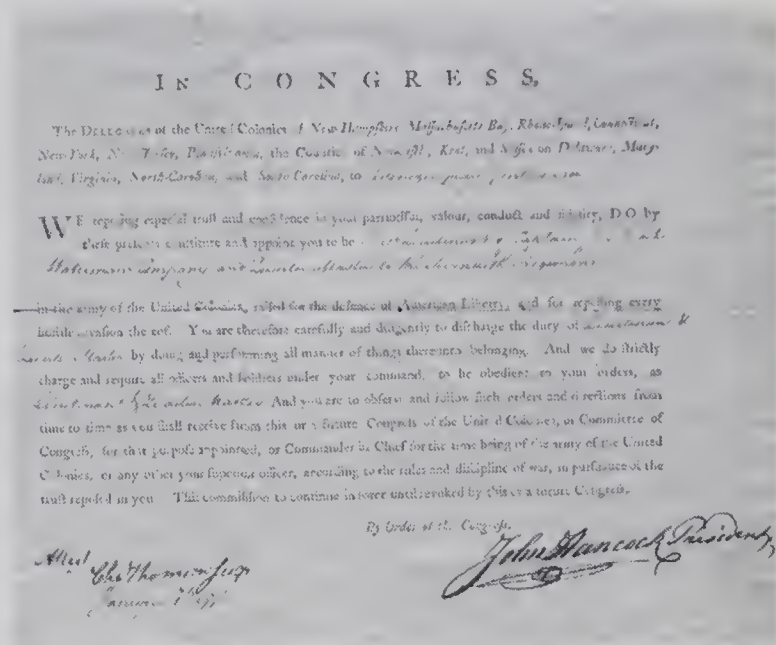 IN CONGRESS,
The DELEGATES of the United Colonies of New-Hampshire, Massachusetts Bay, Rhode-Island, Connecticut,
New-York, New Jersey, Pennsylvania, the Counties of Newcastle, Kent, and Sussex on Delaware, Mary-
land, Virginia, North-Carolina, and South Carolina, to
WE reposing especial trust and confidence in your patriotism, valour, conduct and fidelity, DO by
these presents constitute and appoint you to be
Company and Quarter
in the army of the United Colonies, raised for the defence of American Liberty, and for repelling every
hostile invasion thereof. You are therefore carefully and diligently to discharge the duty of Lieutenant &
Quarter Master by doing and performing all manner of things thereunto belonging. And we do strictly
charge and require all officers and soldiers under your command, to be obedient to your orders, as
Lieutenant & Quarter Master And you are to observe and follow such orders and directions from
time to time as you shall receive from this or a future Congress of the United Colonies, or Committee of
Congress, for that purpose appointed, or Commander in Chief for the time being of the army of the United
Colonies, or any other your superior officer, according to the rules and discipline of war, in pursuance of the
trust reposed in you. This commission to continue in force until revoked by this or a future Congress.
By Order of the Congress,
John Hancock President
Attest Cha Thomson Secy